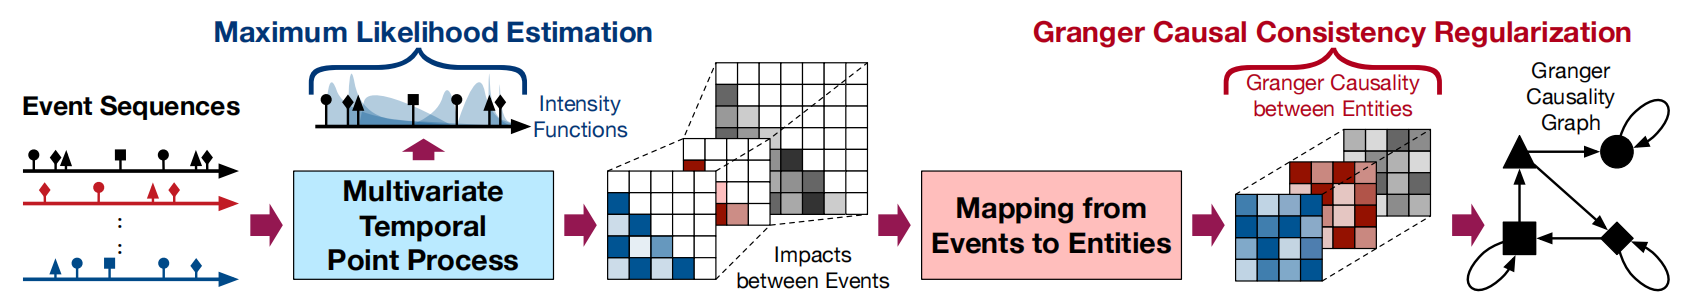 Maximum Likelihood Estimation
Granger Causal Consistency Regularization
Event Sequences
Intensity
Functions
Granger Causality
between Entities
Granger
Causality
Graph
Multivariate
Temporal
Point Process
Impacts
between Events
Mapping from
Events to Entities